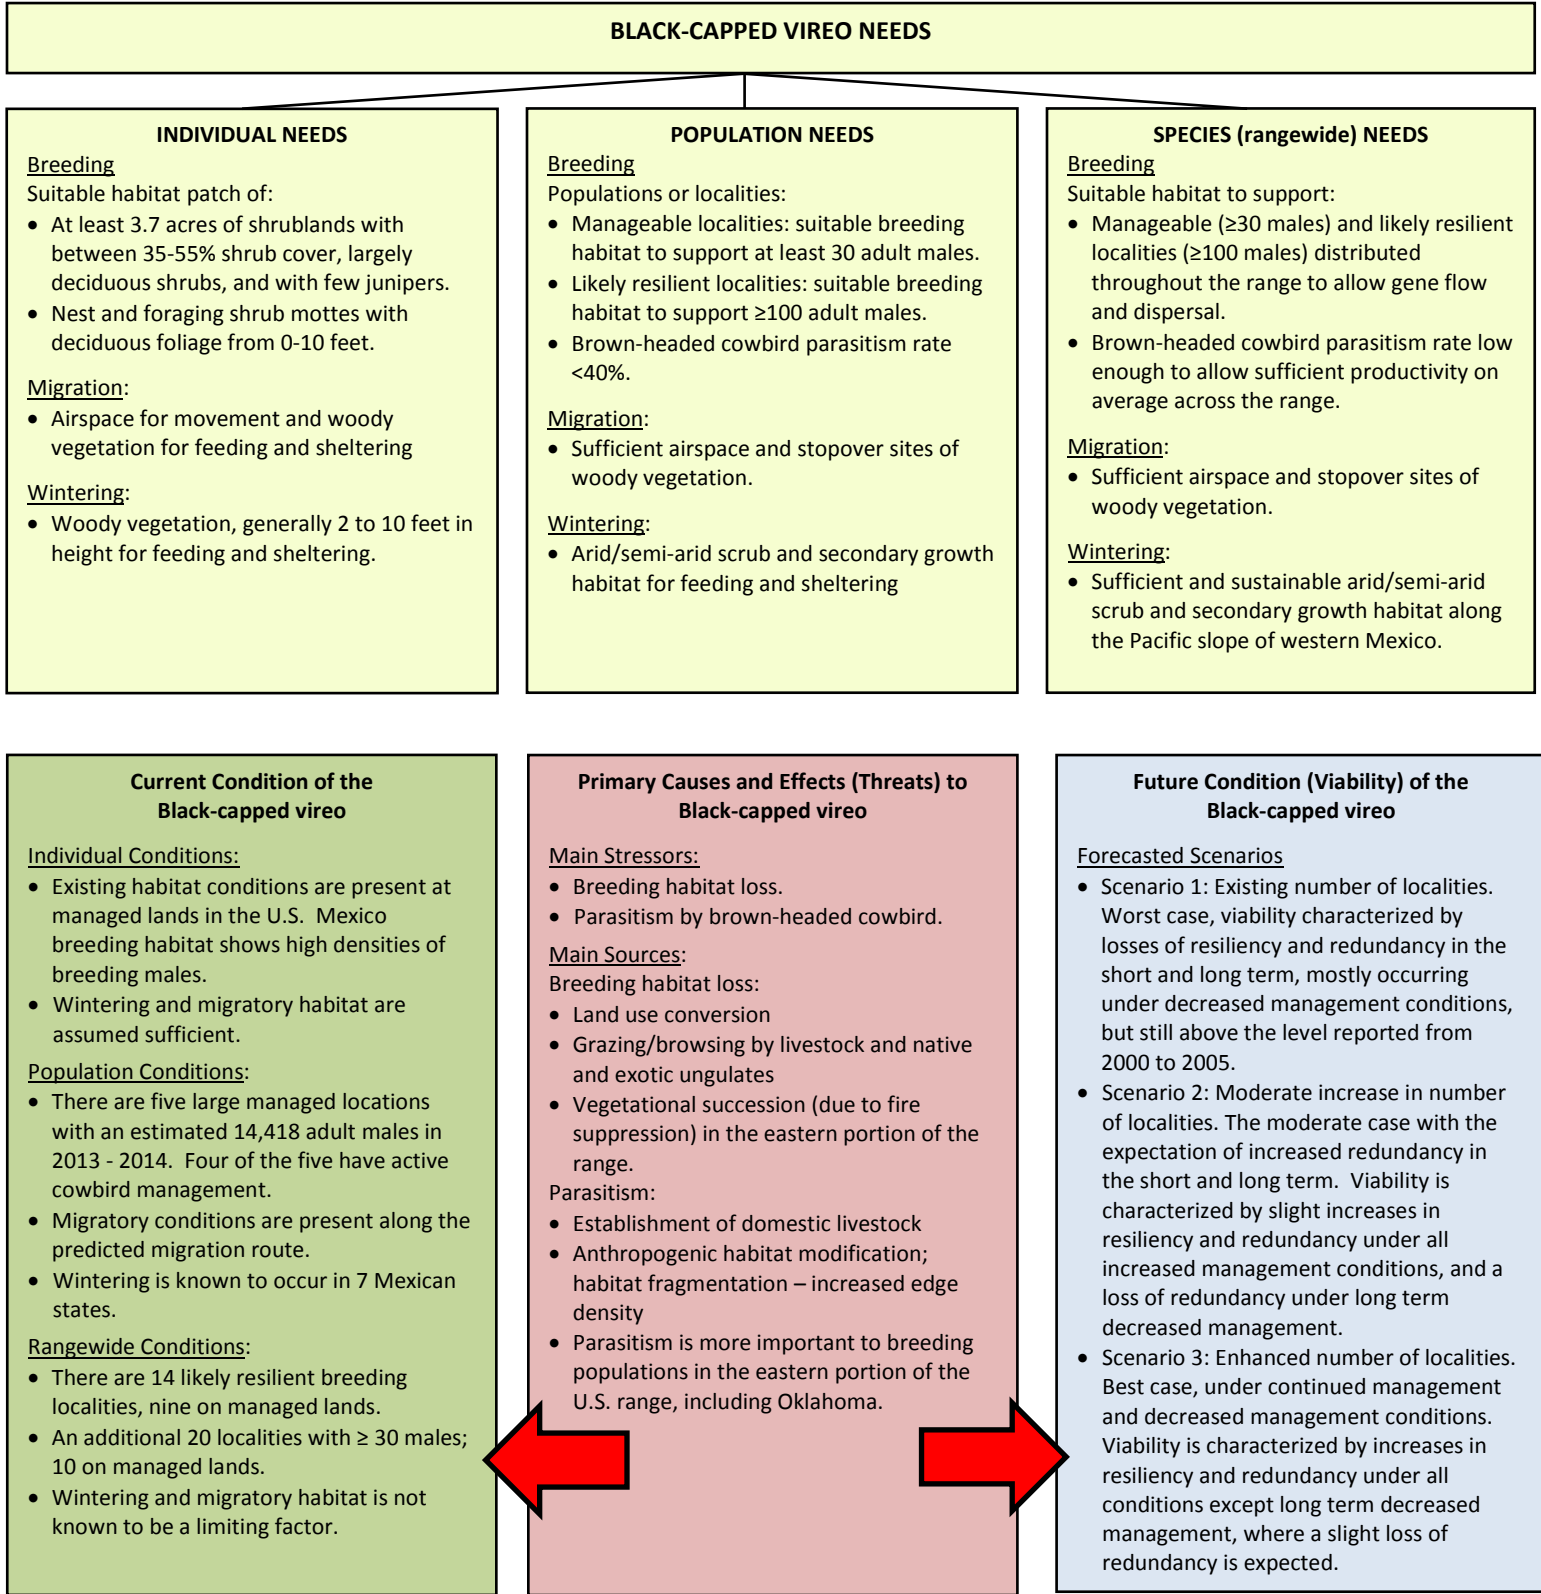 BLACK-CAPPED VIREO NEEDS
INDIVIDUAL NEEDS
Breeding
Suitable habitat patch of:
• At least 3.7 acres of shrublands with
between 35-55% shrub cover, largely
deciduous shrubs, and with few junipers.
• Nest and foraging shrub mottes with
deciduous foliage from 0-10 feet.
Migration:
• Airspace for movement and woody
vegetation for feeding and sheltering
Wintering:
• Woody vegetation, generally 2 to 10 feet in
height for feeding and sheltering.
POPULATION NEEDS
Breeding
Populations or localities:
• Manageable localities: suitable breeding
habitat to support at least 30 adult males.
• Likely resilient localities: suitable breeding
habitat to support ≥100 adult males.
• Brown-headed cowbird parasitism rate
<40%.
Migration:
• Sufficient airspace and stopover sites of
woody vegetation.
Wintering:
• Arid/semi-arid scrub and secondary growth
habitat for feeding and sheltering
SPECIES (rangewide) NEEDS
Breeding
Suitable habitat to support:
• Manageable (≥30 males) and likely resilient
localities (≥100 males) distributed
throughout the range to allow gene flow
and dispersal.
• Brown-headed cowbird parasitism rate low
enough to allow sufficient productivity on
average across the range.
Migration:
• Sufficient airspace and stopover sites of
woody vegetation.
Wintering:
• Sufficient and sustainable arid/semi-arid
scrub and secondary growth habitat along
the Pacific slope of western Mexico.
Current Condition of the
Black-capped vireo
Individual Conditions:
• Existing habitat conditions are present at
managed lands in the U.S.  Mexico
breeding habitat shows high densities of
breeding males.
• Wintering and migratory habitat are
assumed sufficient.
Population Conditions:
• There are five large managed locations
with an estimated 14,418 adult males in
2013 - 2014.  Four of the five have active
cowbird management.
• Migratory conditions are present along the
predicted migration route.
• Wintering is known to occur in 7 Mexican
states.
Rangewide Conditions:
• There are 14 likely resilient breeding
localities, nine on managed lands.
• An additional 20 localities with ≥ 30 males;
10 on managed lands.
• Wintering and migratory habitat is not
known to be a limiting factor.
Primary Causes and Effects (Threats) to
Black-capped vireo
Main Stressors:
• Breeding habitat loss.
• Parasitism by brown-headed cowbird.
Main Sources:
Breeding habitat loss:
• Land use conversion
• Grazing/browsing by livestock and native
and exotic ungulates
• Vegetational succession (due to fire
suppression) in the eastern portion of the
range.
Parasitism:
• Establishment of domestic livestock
• Anthropogenic habitat modification;
habitat fragmentation – increased edge
density
• Parasitism is more important to breeding
populations in the eastern portion of the
U.S. range, including Oklahoma.
Future Condition (Viability) of the
Black-capped vireo
Forecasted Scenarios
• Scenario 1: Existing number of localities.
Worst case, viability characterized by
losses of resiliency and redundancy in the
short and long term, mostly occurring
under decreased management conditions,
but still above the level reported from
2000 to 2005.
• Scenario 2: Moderate increase in number
of localities. The moderate case with the
expectation of increased redundancy in
the short and long term.  Viability is
characterized by slight increases in
resiliency and redundancy under all
increased management conditions, and a
loss of redundancy under long term
decreased management.
• Scenario 3: Enhanced number of localities.
Best case, under continued management
and decreased management conditions.
Viability is characterized by increases in
resiliency and redundancy under all
conditions except long term decreased
management, where a slight loss of
redundancy is expected.